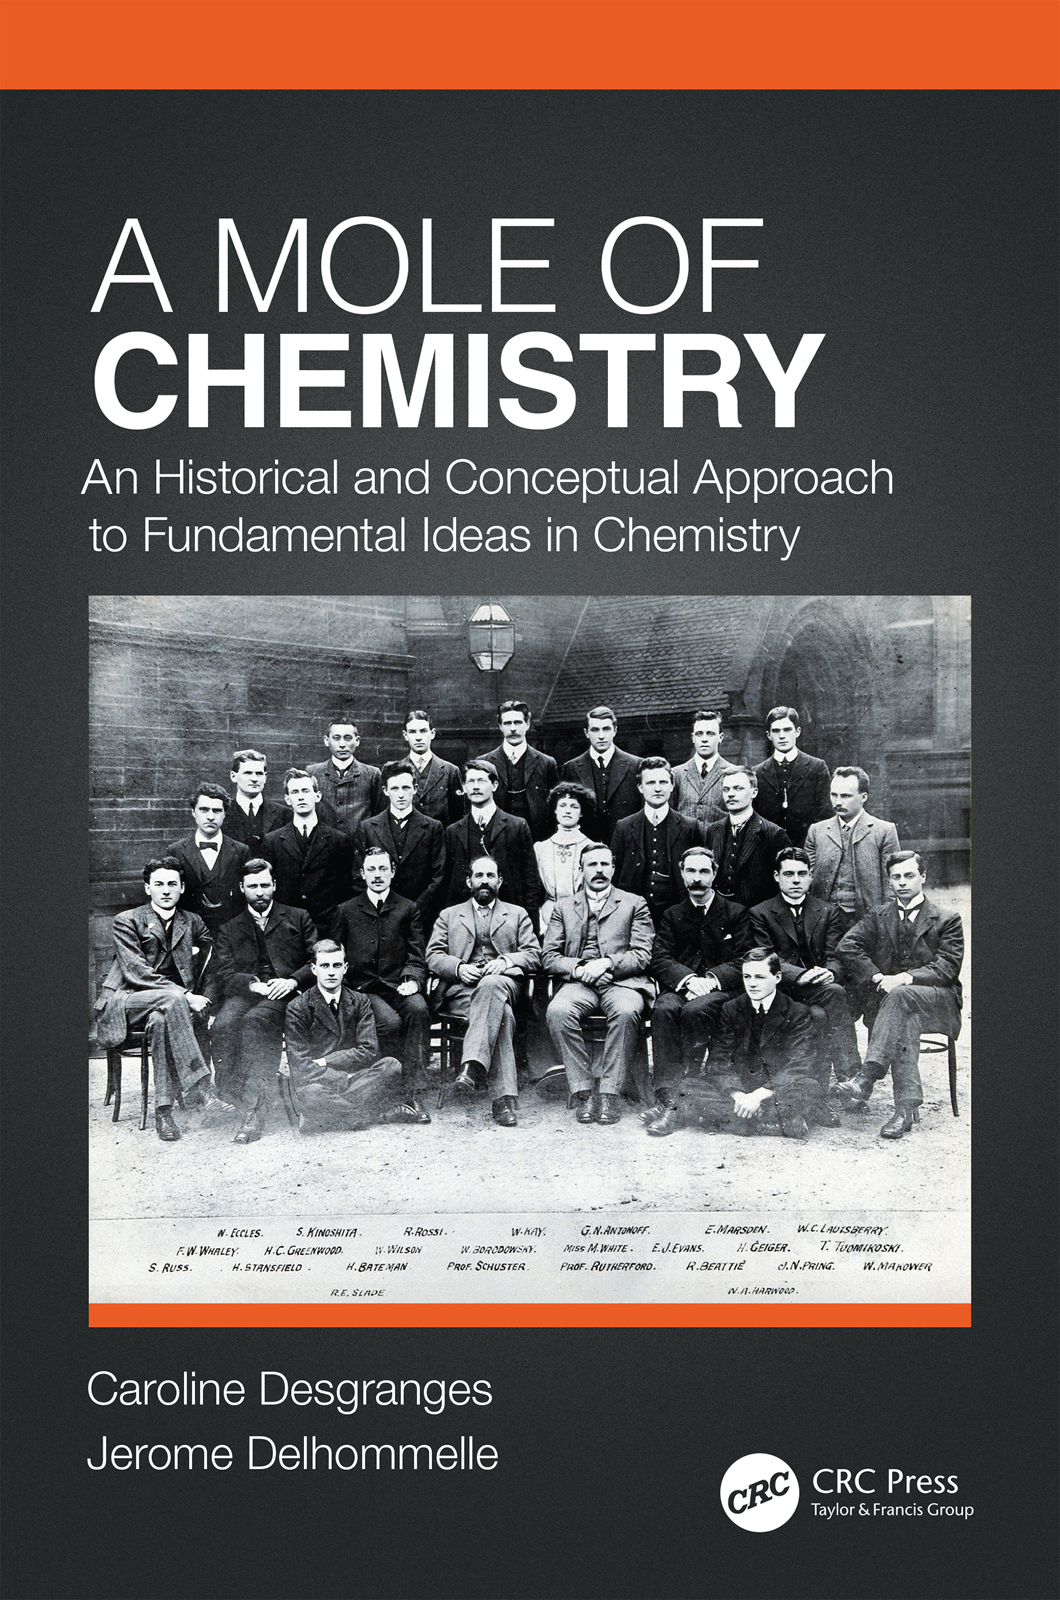 A MOLE OF
CHEMISTRY
An Historical and Conceptual Approach
to Fundamental Ideas in Chemistry
N. ECCLES. S. KINOSHITA. R. ROSSI. W. KAY. G. N. ANTONOFF. E. MARSDEN. W. C. LAUTSBERRY.
F. W. WHALEY. H. C. GREENWOOD. W. WILSON W. BORODOWSKY. MISS M. WHITE. E. J. EVANS. H. GEIGER. T. TUOMIKOSKI.
S. RUSS. H. STANSFIELD. H. BATEMAN PROF. SCHUSTER. PROF. RUTHERFORD. R. BEATTIE J. N. PRING. W. MAKOWER
R. E. SLADE W. A. HARWOOD.
Caroline Desgranges
Jerome Delhommelle
CRC CRC Press
Taylor & Francis Group